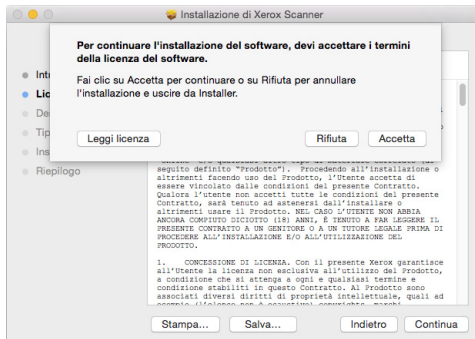 Installazione di Xerox Scanner
Per continuare l'installazione del software, devi accettare i termini
della licenza del software.
Fai clic su Accetta per continuare o su Rifiuta per annullare
l'installazione e uscire da Installer.
Leggi licenza
Rifiuta
Accetta
Riepilogo
seguito definito "Prodotto"). Procedendo all'installazione o
altrimenti facendo uso del Prodotto, l'Utente accetta di
essere vincolato dalle condizioni del presente Contratto.
Qualora l'utente non accetti tutte le condizioni del presente
Contratto, sarà tenuto ad astenersi dall'installare o
altrimenti usare il Prodotto. NEL CASO L'UTENTE NON ABBIA
ANCORA COMPIUTO DICIOTTO (18) ANNI, È TENUTO A FAR LEGGERE IL
PRESENTE CONTRATTO A UN GENITORE O A UN TUTORE LEGALE PRIMA DI
PROCEDERE ALL'INSTALLAZIONE E/O ALL'UTILIZZAZIONE DEL
PRODOTTO.
1. CONCESSIONE DI LICENZA. Con il presente Xerox garantisce
all'Utente la licenza non esclusiva all'utilizzo del Prodotto,
a condizione che si attenga a ogni e qualsiasi termine e
condizione stabiliti in questo Contratto. Al Prodotto sono
associati diversi diritti di proprietà intellettuale, quali ad
Stampa...
Salva...
Indietro
Continua